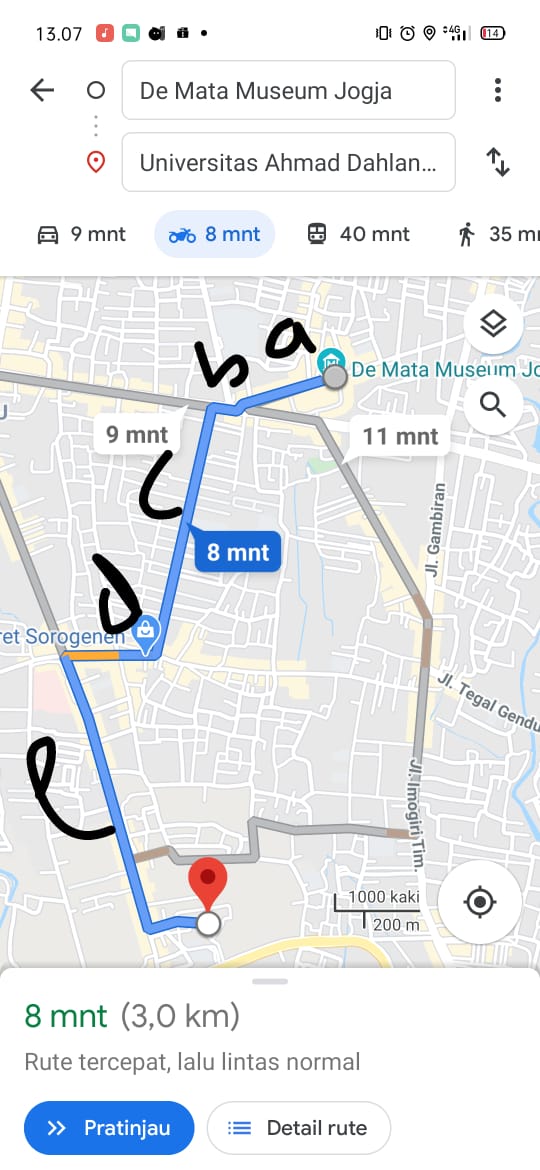 13.07
4G
14
De Mata Museum Jogja
Universitas Ahmad Dahlan...
9 mnt
8 mnt
40 mnt
35 m
a
b
De Mata Museum Jo
9 mnt
11 mnt
c
Jl. Gambiran
8 mnt
d
ret Sorogenen
Jl. Tegal Gendu
e
Jl. Imogiri Tim.
1000 kaki
200 m
8 mnt (3,0 km)
Rute tercepat, lalu lintas normal
Pratinjau
Detail rute